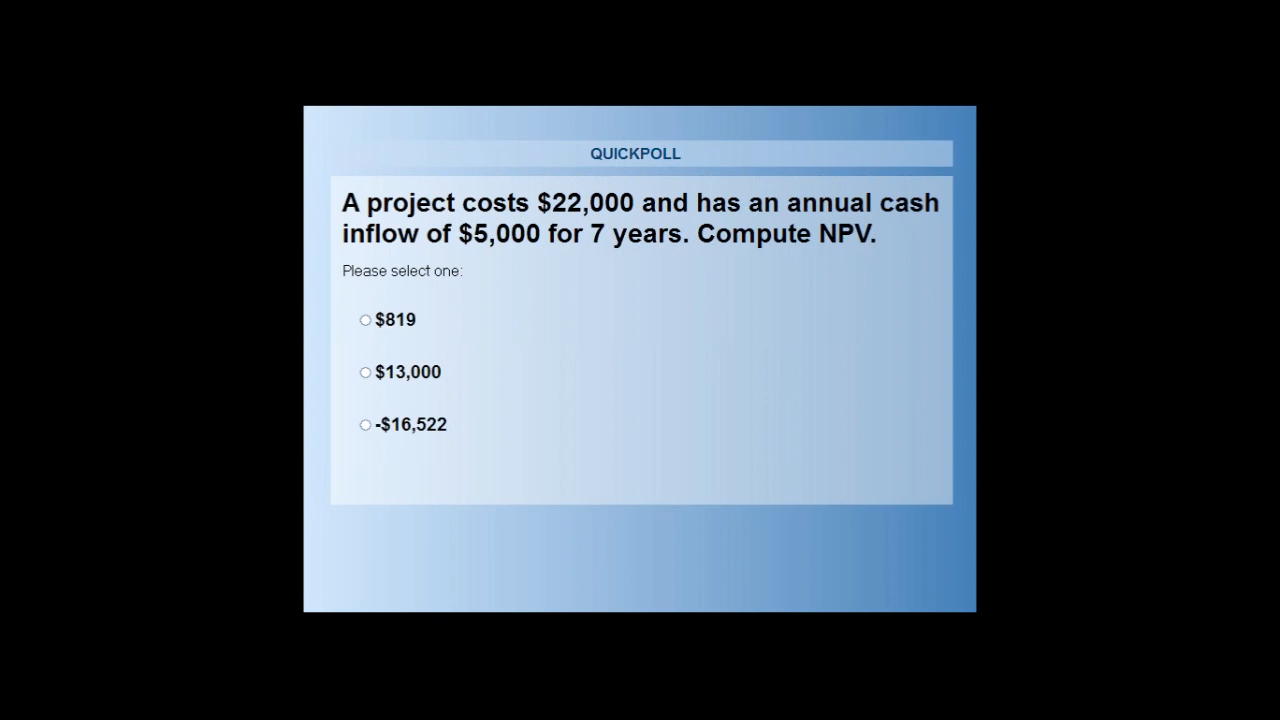 QUICKPOLL
A project costs $22,000 and has an annual cash
inflow of $5,000 for 7 years. Compute NPV.
Please select one:
$819
$13,000
-$16,522